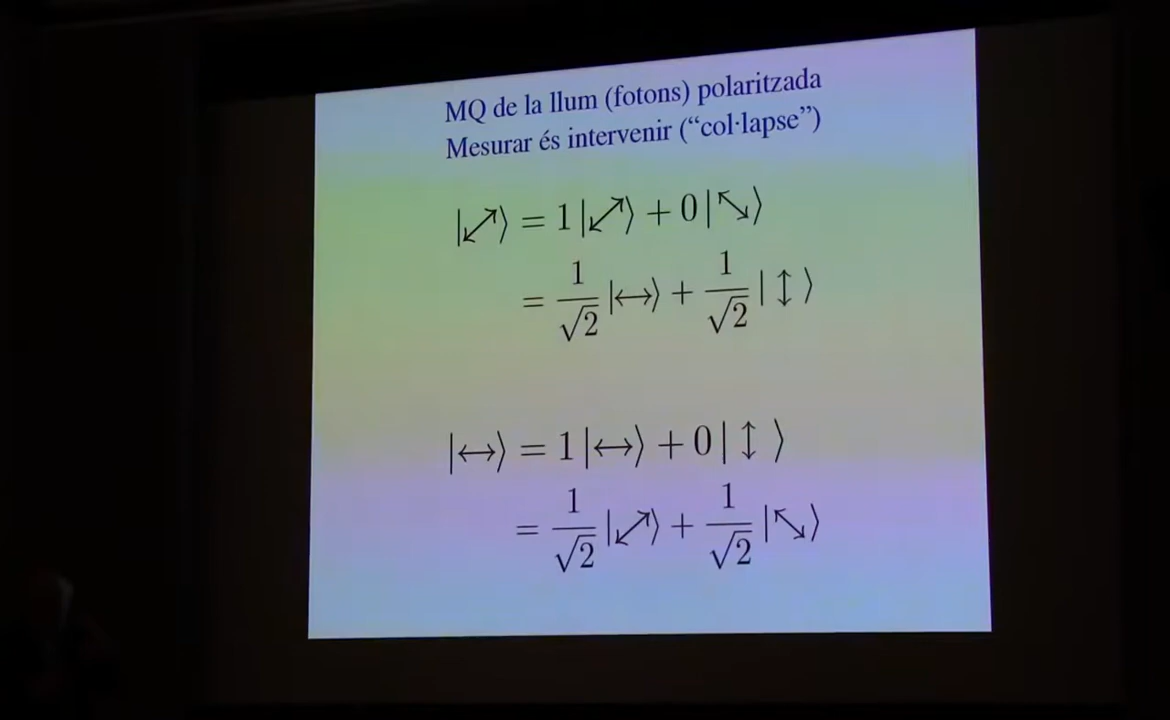 MQ de la llum (fotons) polaritzada
Mesurar és intervenir (“col·lapse”)
|⤢⟩ = 1|⤢⟩ + 0|⤡⟩
= 1/√2 |↔⟩ + 1/√2 |↕⟩
|↔⟩ = 1|↔⟩ + 0|↕⟩
= 1/√2 |⤢⟩ + 1/√2 |⤡⟩